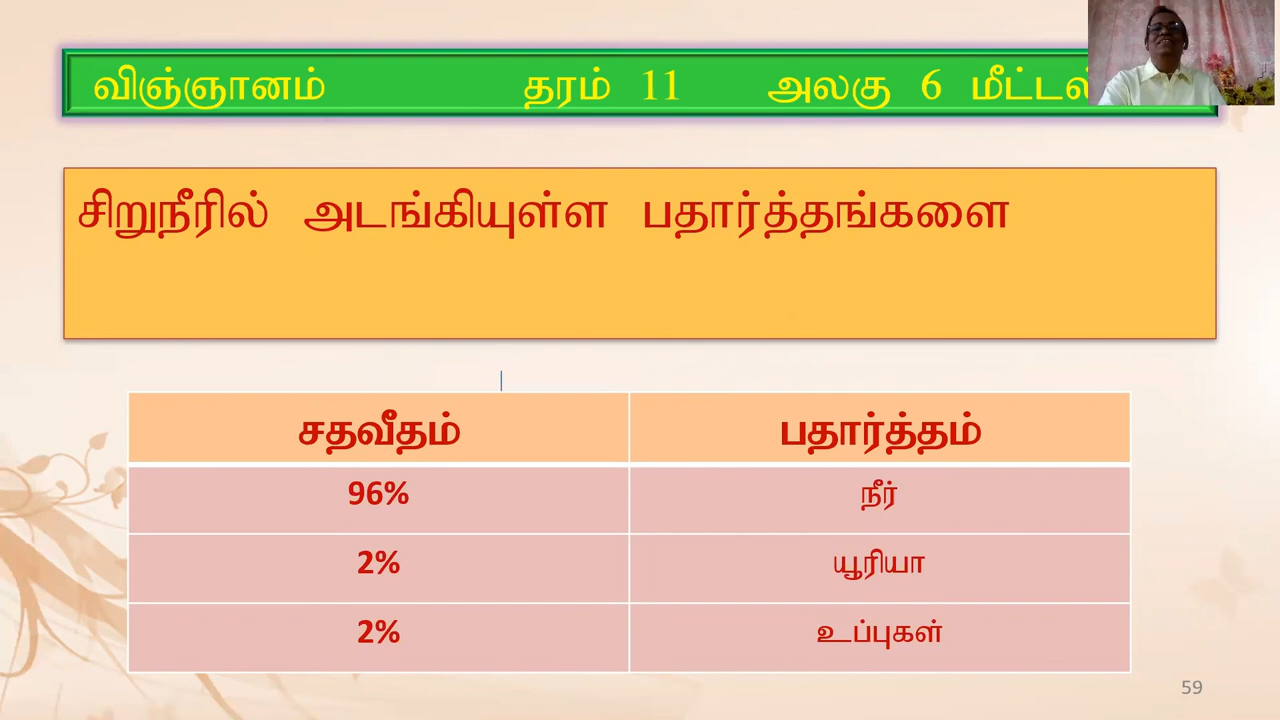 விஞ்ஞானம் தரம் 11 அலகு 6 மீட்டல்
சிறுநீரில் அடங்கியுள்ள பதார்த்தங்களை
சதவீதம் பதார்த்தம்
96% நீர்
2% யூரியா
2% உப்புகள்
59